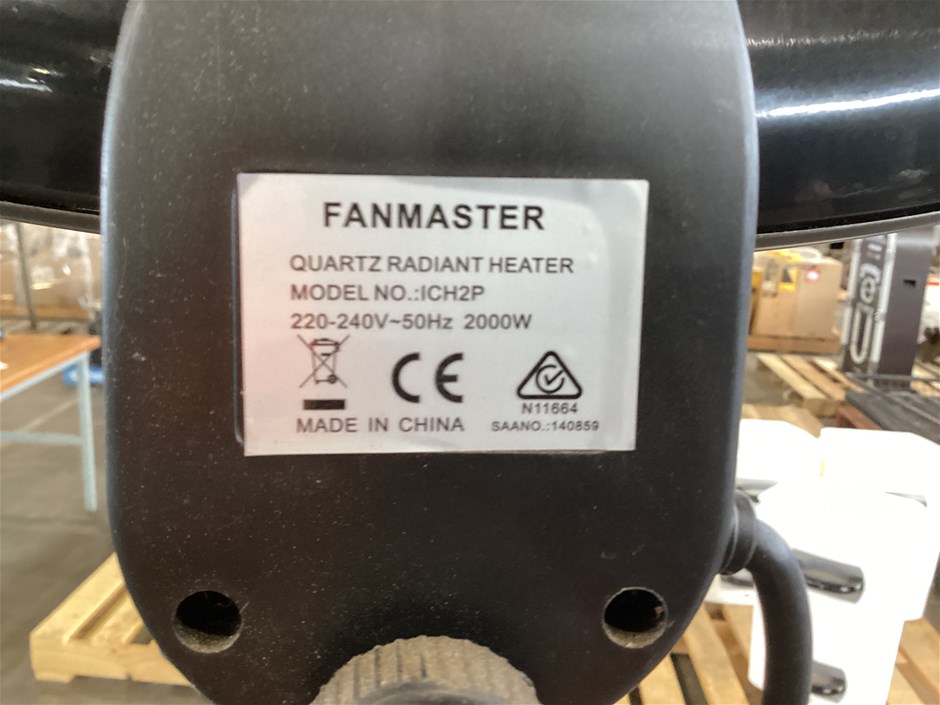 FANMASTER
QUARTZ RADIANT HEATER
MODEL NO.:ICH2P
220-240V~50Hz 2000W
CE
N11664
MADE IN CHINA
SAANO.:140859